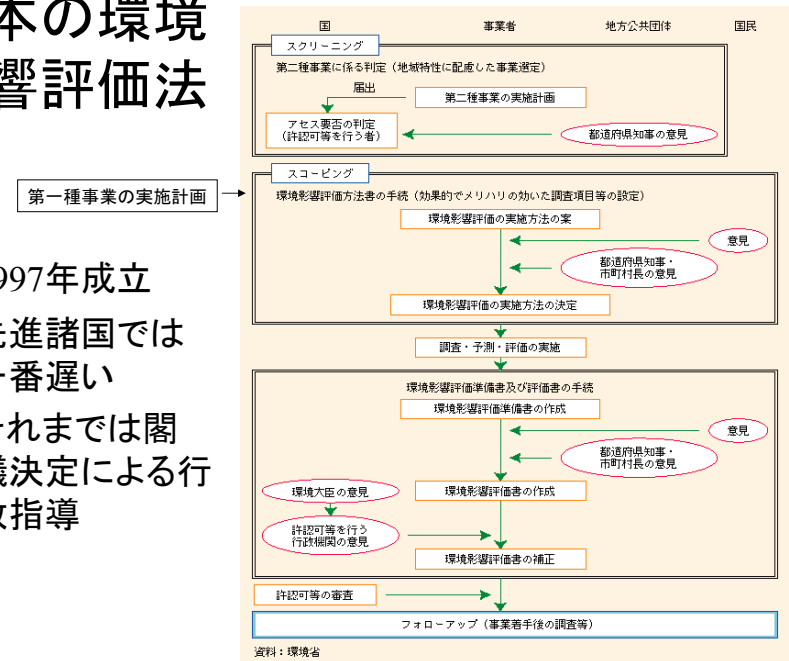 本の環境
響評価法
997年成立
先進諸国では
一番遅い
それまでは閣
議決定による行
政指導
第一種事業の実施計画
国 事業者 地方公共団体 国民
スクリーニング
第二種事業に係る判定（地域特性に配慮した事業選定）
届出
第二種事業の実施計画
アセス要否の判定
（許認可等を行う者）
都道府県知事の意見
スコーピング
環境影響評価方法書の手続（効果的でメリハリの効いた調査項目等の設定）
環境影響評価の実施方法の案
意見
都道府県知事・
市町村長の意見
環境影響評価の実施方法の決定
調査・予測・評価の実施
環境影響評価準備書及び評価書の手続
環境影響評価準備書の作成
意見
都道府県知事・
市町村長の意見
環境大臣の意見
環境影響評価書の作成
許認可等を行う
行政機関の意見
環境影響評価書の補正
許認可等の審査
フォローアップ（事業着手後の調査等）
資料：環境省